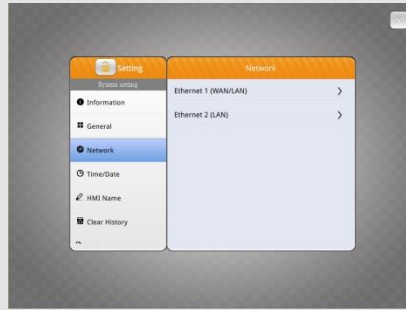 Setting
System setting
Information
General
Network
Time/Date
HMI Name
Clear History
Network
Ethernet 1 (WAN/LAN)
Ethernet 2 (LAN)